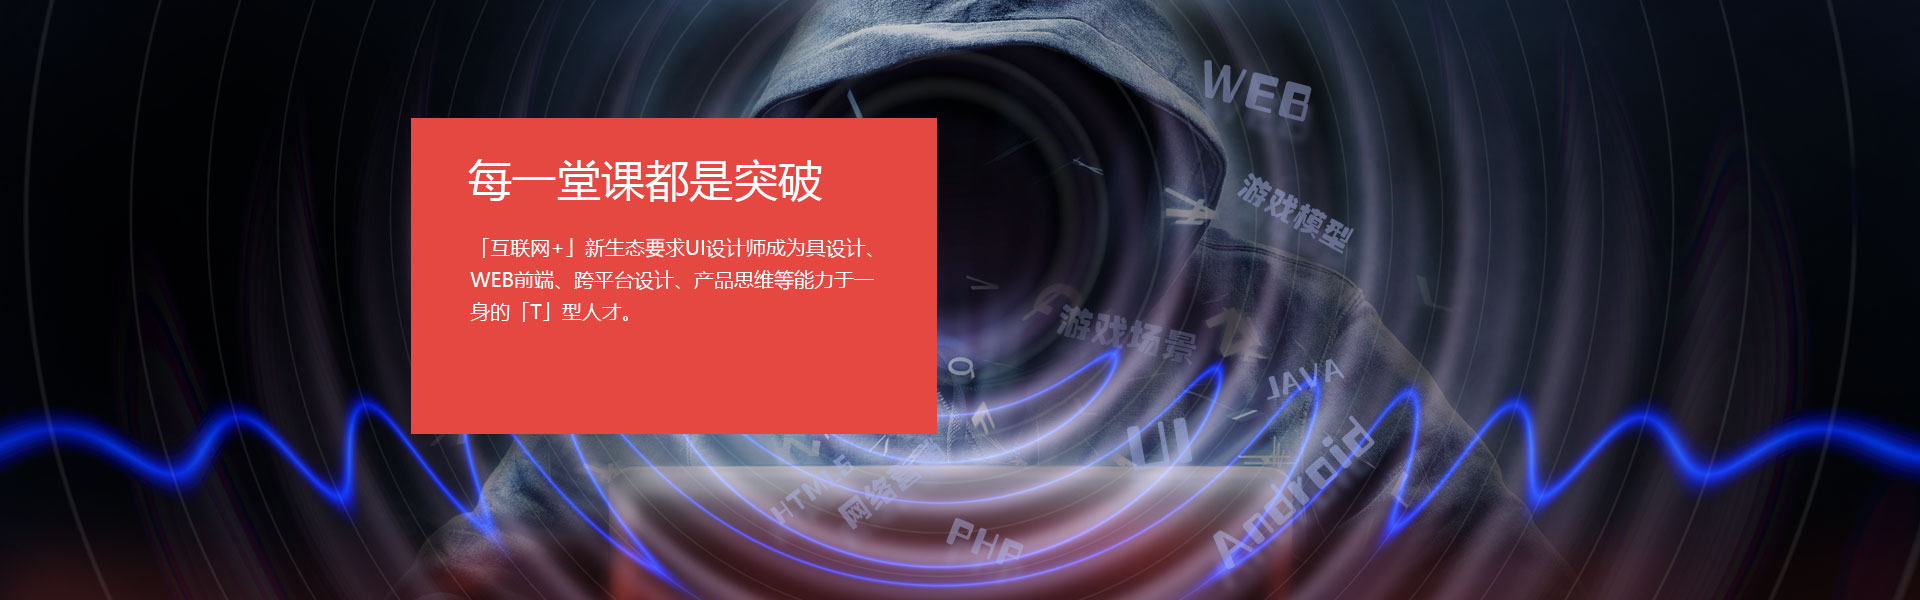 每一堂课都是突破
「互联网+」新生态要求UI设计师成为具设计、
WEB前端、跨平台设计、产品思维等能力于一
身的「T」型人才。
WEB
游戏模型
游戏场景
JAVA
UI
Android
HTML5
网络营销
PHP